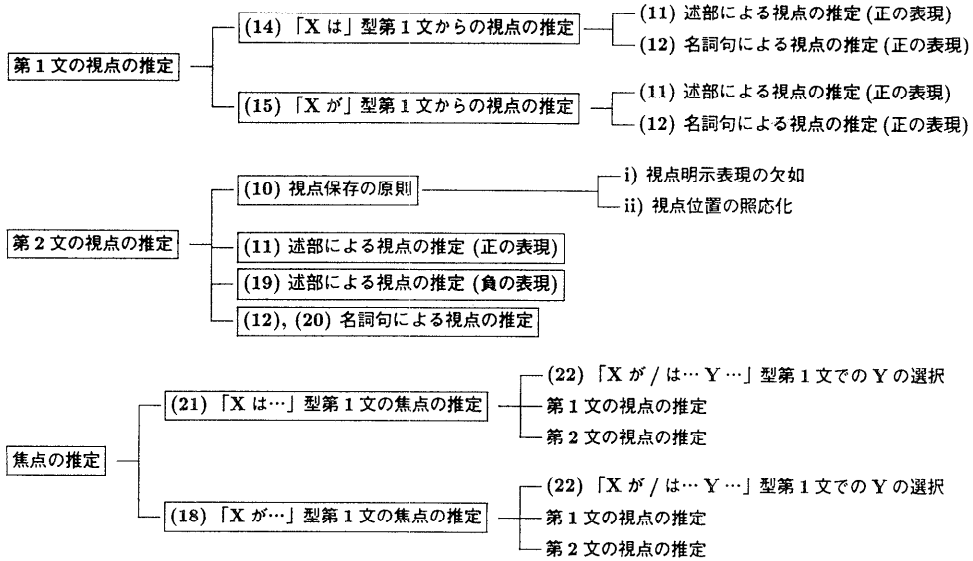 第1文の視点の推定
(14) 「X は」型第1文からの視点の推定
(11) 述部による視点の推定 (正の表現)
(12) 名詞句による視点の推定 (正の表現)
(15) 「X が」型第1文からの視点の推定
(11) 述部による視点の推定 (正の表現)
(12) 名詞句による視点の推定 (正の表現)
第2文の視点の推定
(10) 視点保存の原則
i) 視点明示表現の欠如
ii) 視点位置の照応化
(11) 述部による視点の推定 (正の表現)
(19) 述部による視点の推定 (負の表現)
(12), (20) 名詞句による視点の推定
焦点の推定
(21) 「X は…」型第1文の焦点の推定
(22) 「X が / は… Y …」型第1文での Y の選択
第1文の視点の推定
第2文の視点の推定
(18) 「X が…」型第1文の焦点の推定
(22) 「X が / は… Y …」型第1文での Y の選択
第1文の視点の推定
第2文の視点の推定